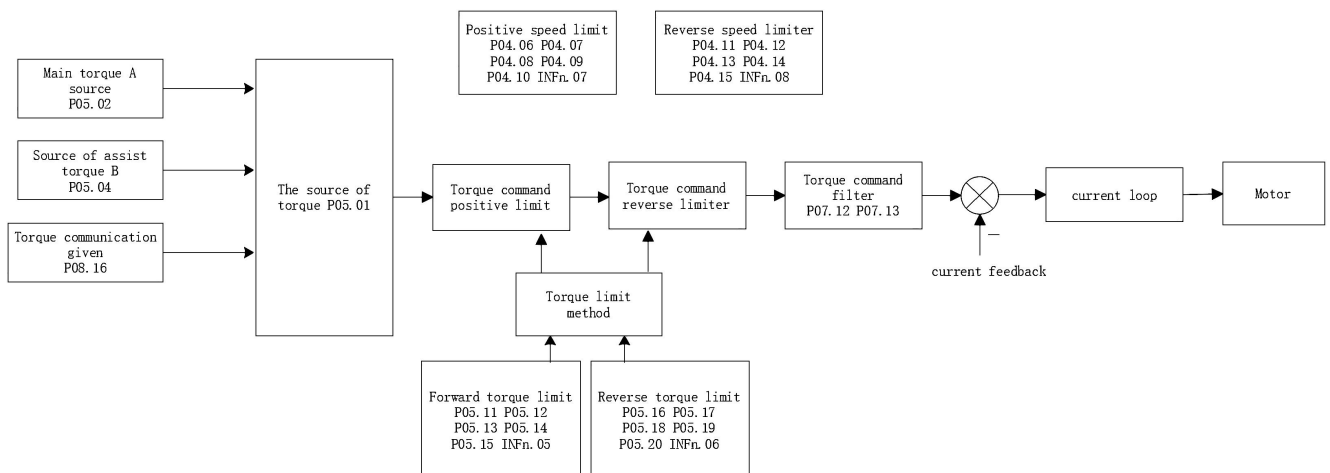 Positive speed limit
P04.06 P04.07
P04.08 P04.09
P04.10 INFn.07
Reverse speed limiter
P04.11 P04.12
P04.13 P04.14
P04.15 INFn.08
Main torque A
source
P05.02
Source of assist
torque B
P05.04
Torque communication
given
P08.16
The source of
torque P05.01
Torque command
positive limit
Torque command
reverse limiter
Torque command
filter
P07.12 P07.13
current loop
Motor
—
current feedback
Torque limit
method
Forward torque limit
P05.11 P05.12
P05.13 P05.14
P05.15 INFn.05
Reverse torque limit
P05.16 P05.17
P05.18 P05.19
P05.20 INFn.06